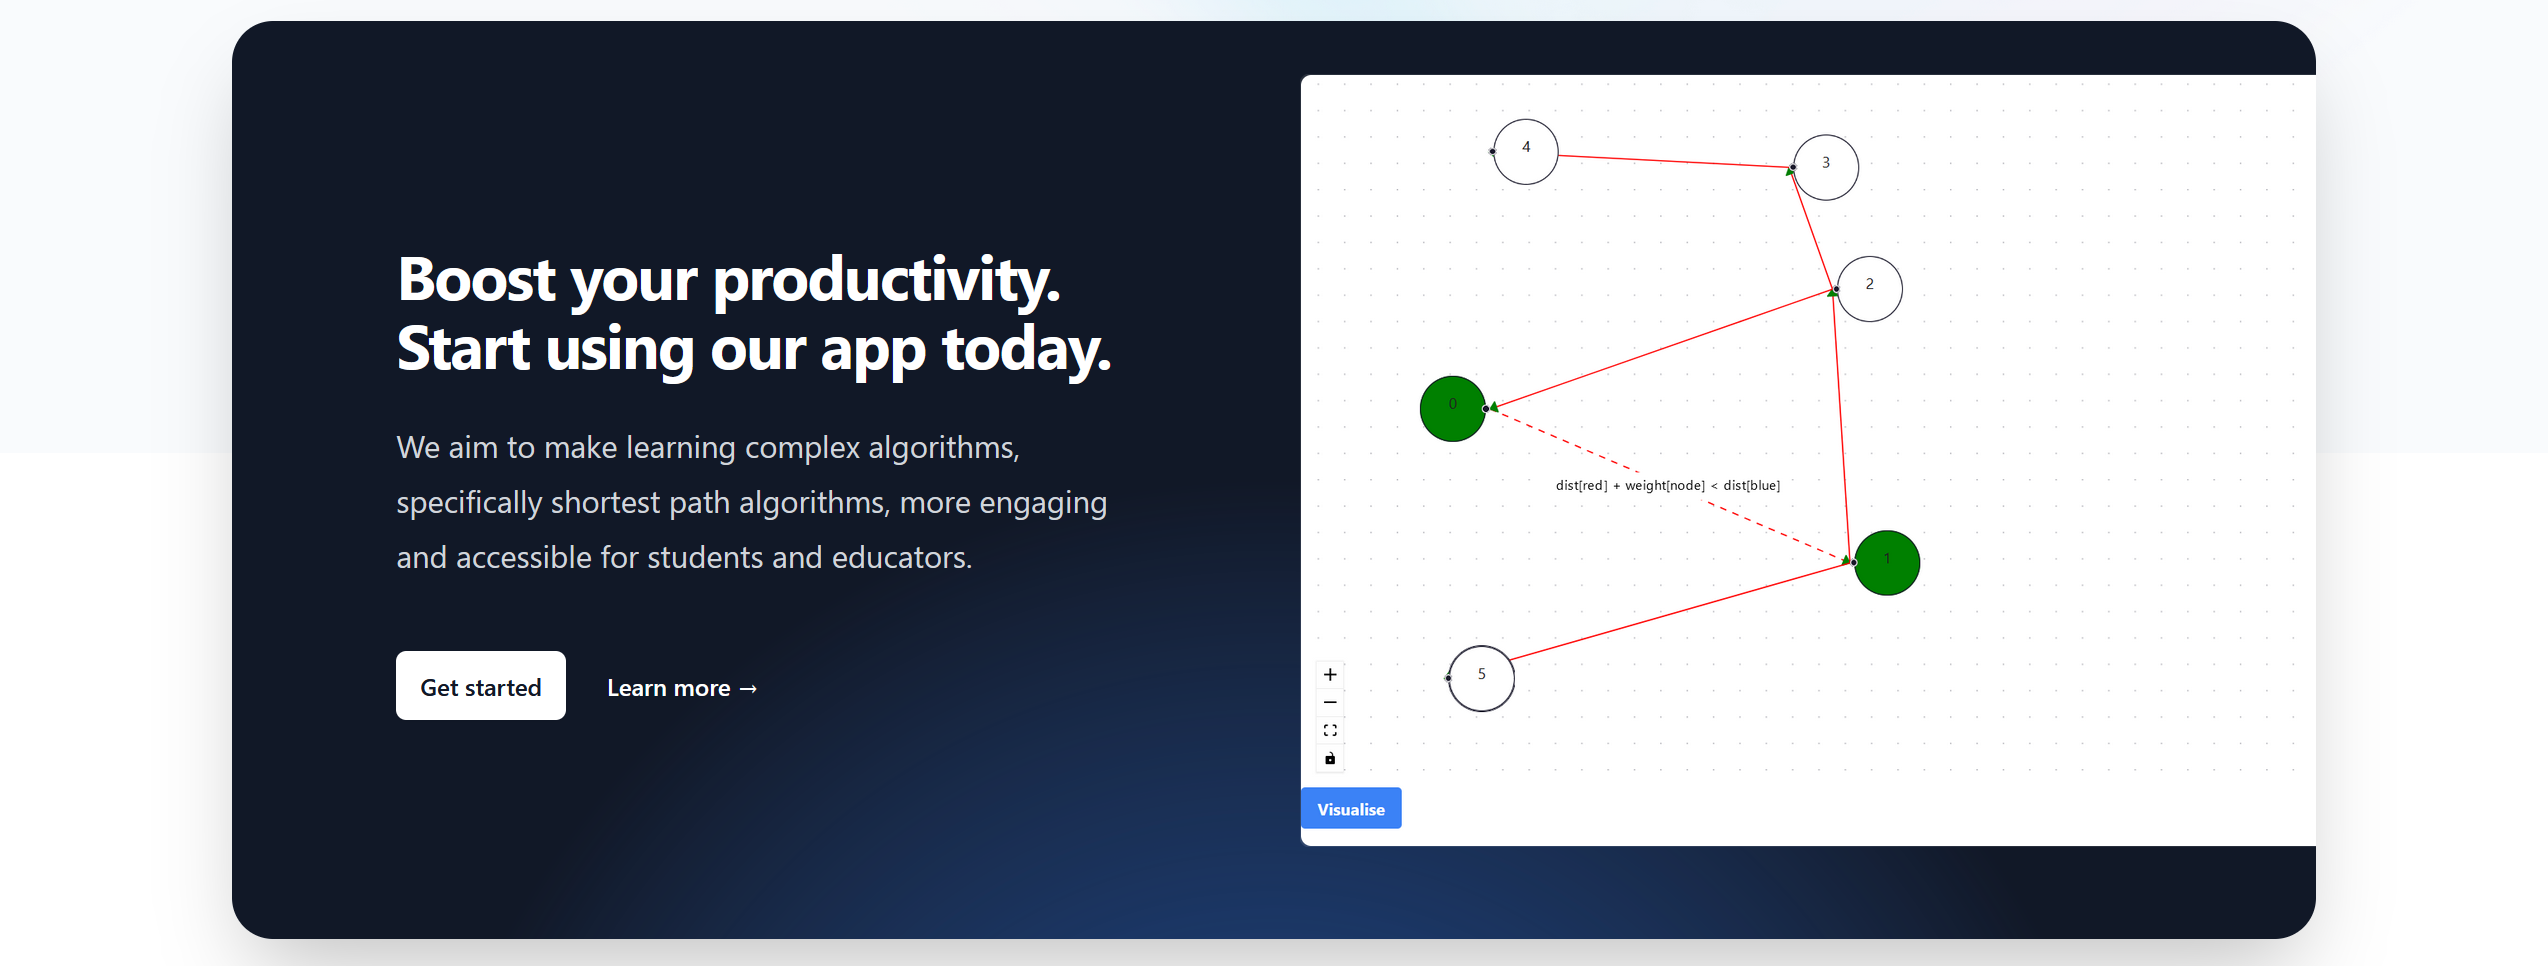 Boost your productivity.
Start using our app today.
We aim to make learning complex algorithms,
specifically shortest path algorithms, more engaging
and accessible for students and educators.
Get started
Learn more →
4
3
2
0
dist[red] + weight[node] < dist[blue]
1
5
Visualise